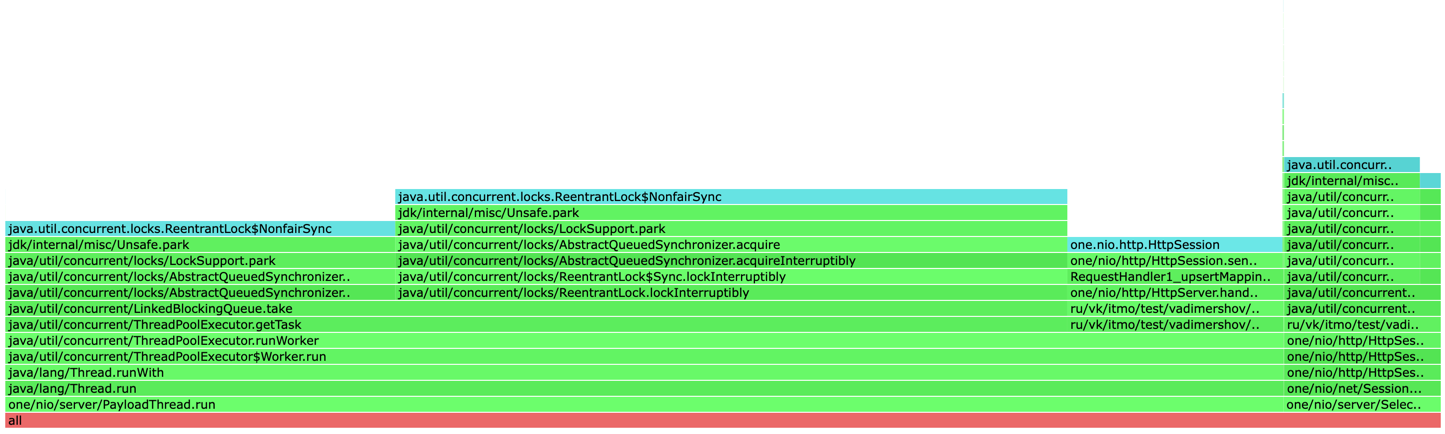 java.util.concurr..
jdk/internal/misc..
java.util.concurrent.locks.ReentrantLock$NonfairSync
java/util/concurr..
jdk/internal/misc/Unsafe.park
java/util/concurr..
java.util.concurrent.locks.ReentrantLock$NonfairSync
java/util/concurrent/locks/LockSupport.park
java/util/concurr..
jdk/internal/misc/Unsafe.park
java/util/concurrent/locks/AbstractQueuedSynchronizer.acquire
one.nio.http.HttpSession
java/util/concurr..
java/util/concurrent/locks/LockSupport.park
java/util/concurrent/locks/AbstractQueuedSynchronizer.acquireInterruptibly
one/nio/http/HttpSession.sen..
java/util/concurr..
java/util/concurrent/locks/AbstractQueuedSynchronizer..
java/util/concurrent/locks/ReentrantLock$Sync.lockInterruptibly
RequestHandler1_upsertMappin..
java/util/concurr..
java/util/concurrent/locks/AbstractQueuedSynchronizer..
java/util/concurrent/locks/ReentrantLock.lockInterruptibly
one/nio/http/HttpServer.hand..
java/util/concurrent..
java/util/concurrent/LinkedBlockingQueue.take
ru/vk/itmo/test/vadimershov/..
java/util/concurrent..
java/util/concurrent/ThreadPoolExecutor.getTask
ru/vk/itmo/test/vadimershov/..
ru/vk/itmo/test/vadi..
java/util/concurrent/ThreadPoolExecutor.runWorker
one/nio/http/HttpSes..
java/util/concurrent/ThreadPoolExecutor$Worker.run
one/nio/http/HttpSes..
java/lang/Thread.runWith
one/nio/http/HttpSes..
java/lang/Thread.run
one/nio/net/Session...
one/nio/server/PayloadThread.run
one/nio/server/Selec..
all